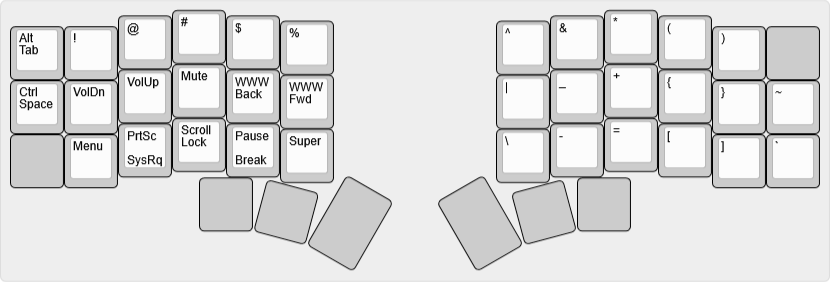 Alt
Tab
!
@
#
$
%
^
&
*
(
)
Ctrl
Space
VolDn
VolUp
Mute
WWW
Back
WWW
Fwd
|
_
+
{
}
~
Menu
PrtSc
SysRq
Scroll
Lock
Pause
Break
Super
\
-
=
[
]
`